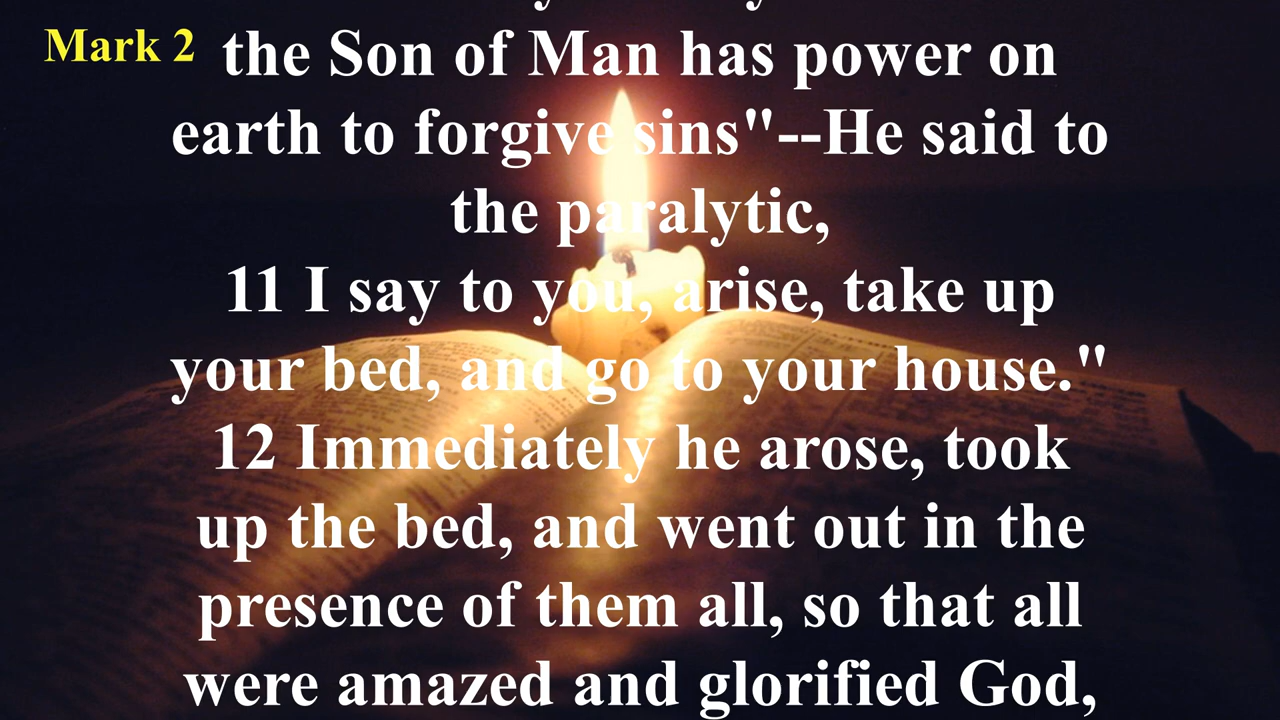 Mark 2
the Son of Man has power on
earth to forgive sins"--He said to
the paralytic,
11 I say to you, arise, take up
your bed, and go to your house."
12 Immediately he arose, took
up the bed, and went out in the
presence of them all, so that all
were amazed and glorified God,